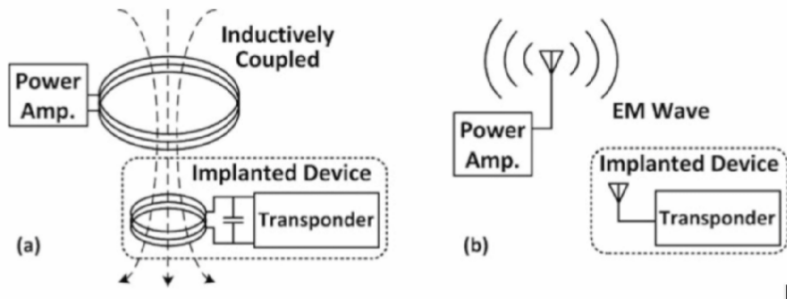 Inductively
Coupled
Power
Amp.
Implanted Device
Transponder
(a)
EM Wave
Power
Amp.
Implanted Device
Transponder
(b)